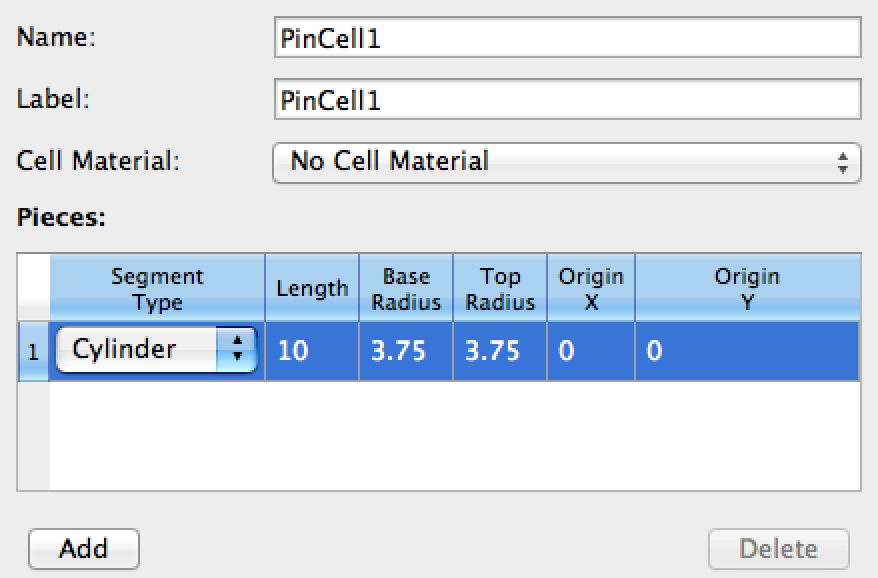 Name: PinCell1
Label: PinCell1
Cell Material: No Cell Material
Pieces:
Segment Type Length Base Radius Top Radius Origin X Origin Y
1 Cylinder 10 3.75 3.75 0 0
Add Delete